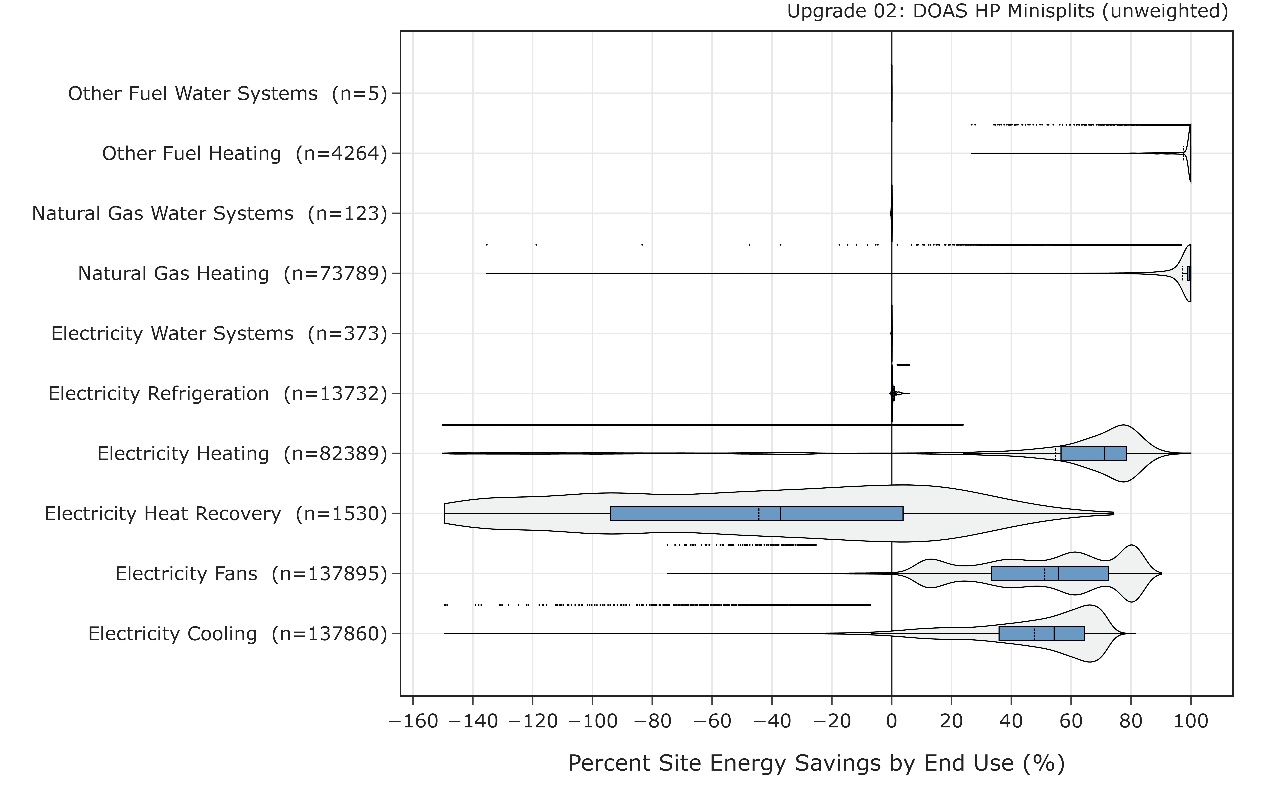 Upgrade 02: DOAS HP Minisplits (unweighted)
Other Fuel Water Systems (n=5)
Other Fuel Heating (n=4264)
Natural Gas Water Systems (n=123)
Natural Gas Heating (n=73789)
Electricity Water Systems (n=373)
Electricity Refrigeration (n=13732)
Electricity Heating (n=82389)
Electricity Heat Recovery (n=1530)
Electricity Fans (n=137895)
Electricity Cooling (n=137860)
−160 −140 −120 −100 −80 −60 −40 −20 0 20 40 60 80 100
Percent Site Energy Savings by End Use (%)